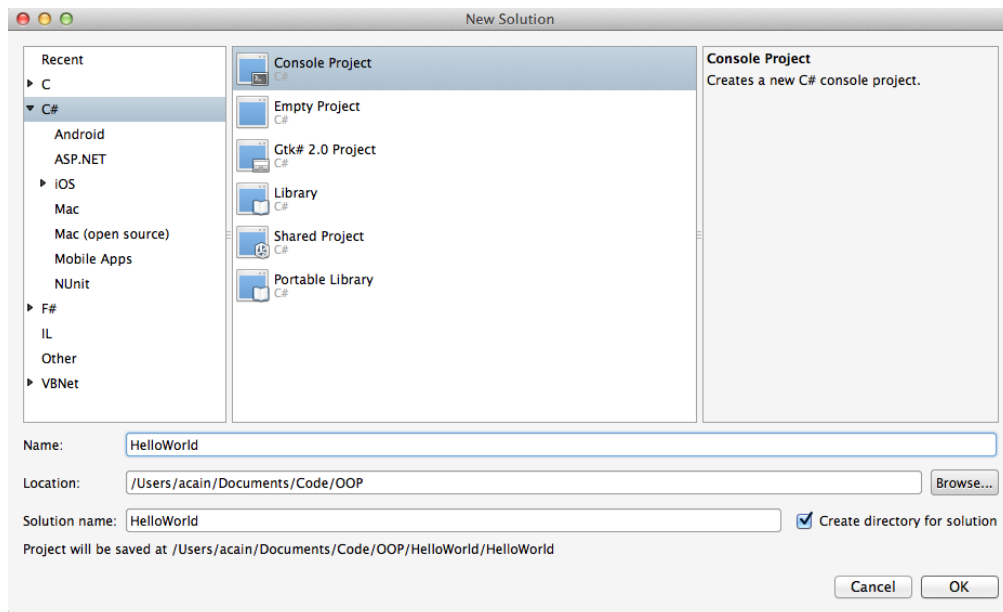 New Solution
Recent
C
C#
Android
ASP.NET
iOS
Mac
Mac (open source)
Mobile Apps
NUnit
F#
IL
Other
VBNet
Console Project
C#
Empty Project
C#
Gtk# 2.0 Project
C#
Library
C#
Shared Project
C#
Portable Library
C#
Console Project
Creates a new C# console project.
Name: HelloWorld
Location: /Users/acain/Documents/Code/OOP Browse...
Solution name: HelloWorld Create directory for solution
Project will be saved at /Users/acain/Documents/Code/OOP/HelloWorld/HelloWorld
Cancel OK